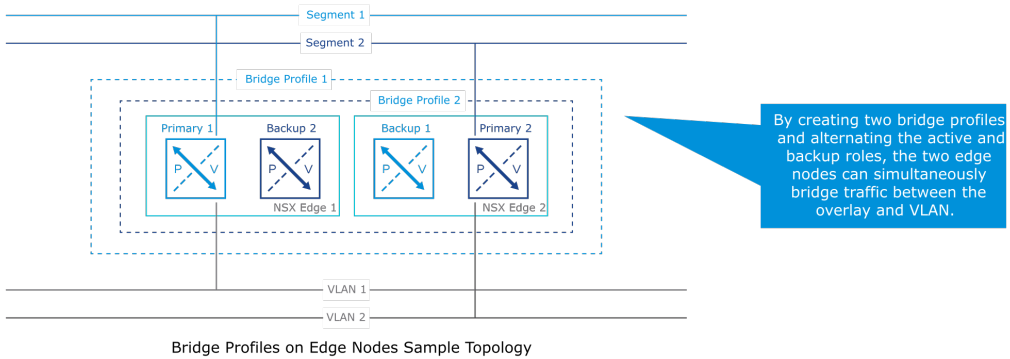 Segment 1
Segment 2
Bridge Profile 1
Bridge Profile 2
Primary 1
Backup 2
Backup 1
Primary 2
P V
P V
P V
P V
NSX Edge 1
NSX Edge 2
By creating two bridge profiles
and alternating the active and
backup roles, the two edge
nodes can simultaneously
bridge traffic between the
overlay and VLAN.
VLAN 1
VLAN 2
Bridge Profiles on Edge Nodes Sample Topology